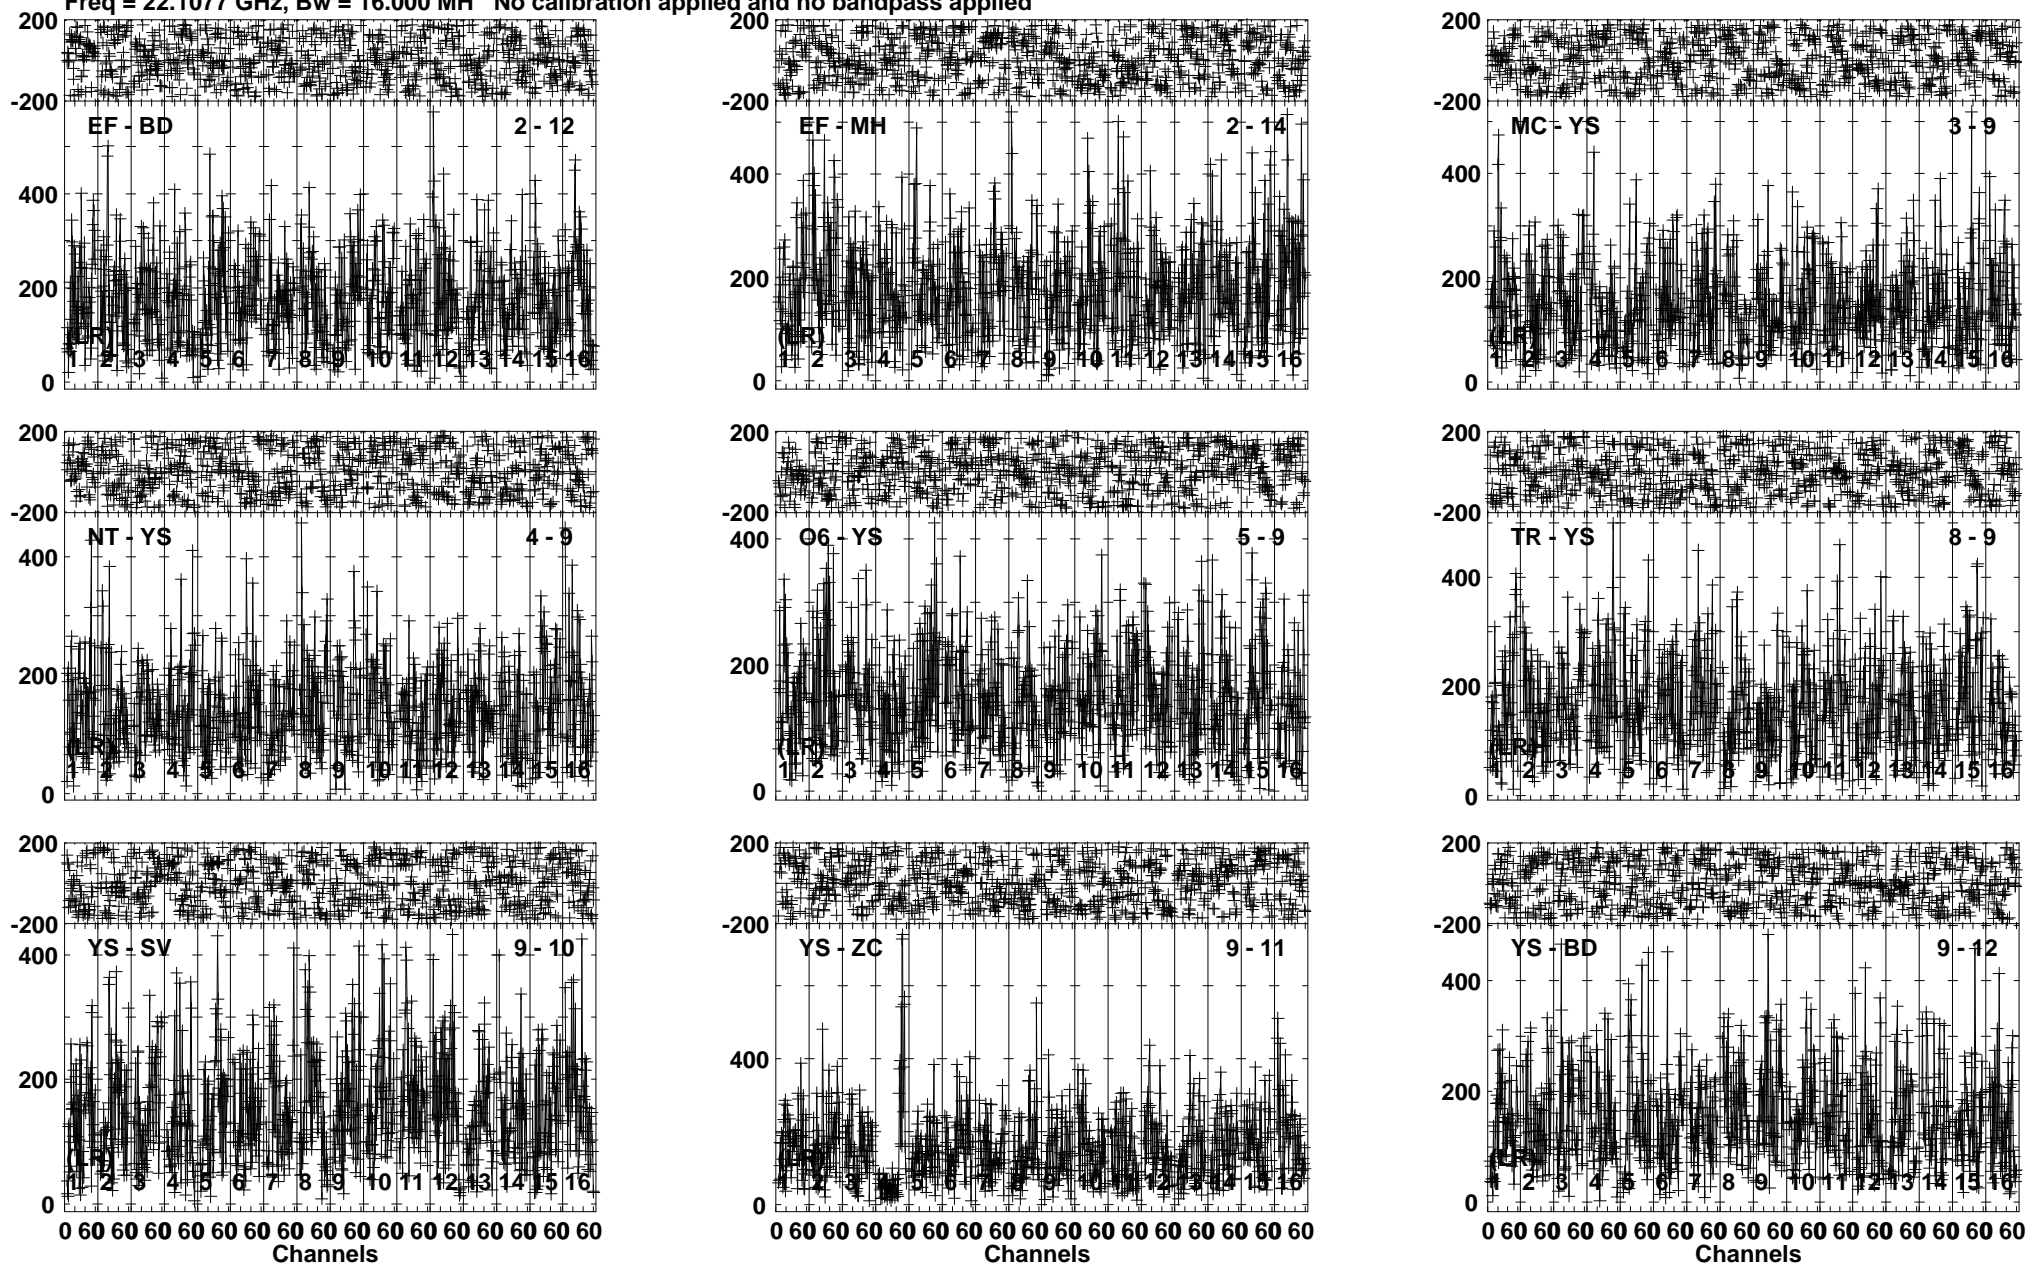 Freq = 22.1077 GHz, Bw = 16.000 MH   No calibration applied and no bandpass applied
200 200 200
-200 -200 -200
EF - BD 2 - 12 EF - MH 2 - 14 MC - YS 3 - 9
400 400 400
200 200 200
(LR) (LR) (LR)
1 2 3 4 5 6 7 8 9 10 11 12 13 14 15 16 1 2 3 4 5 6 7 8 9 10 11 12 13 14 15 16 1 2 3 4 5 6 7 8 9 10 11 12 13 14 15 16
0 0 0
200 200 200
-200 -200 -200
NT - YS 4 - 9 O6 - YS 5 - 9 TR - YS 8 - 9
400 400 400
200 200 200
(LR) (LR) (LR)
1 2 3 4 5 6 7 8 9 10 11 12 13 14 15 16 1 2 3 4 5 6 7 8 9 10 11 12 13 14 15 16 1 2 3 4 5 6 7 8 9 10 11 12 13 14 15 16
0 0 0
200 200 200
-200 -200 -200
YS - SV 9 - 10 YS - ZC 9 - 11 YS - BD 9 - 12
400 400 400
200 200
(LR) (LR) (LR)
1 2 3 4 5 6 7 8 9 10 11 12 13 14 15 16 1 2 3 5 6 7 8 9 10 11 12 13 14 15 16 1 2 3 4 5 6 7 8 9 10 11 12 13 14 15 16
0 0 0
0 60 60 60 60 60 60 60 60 60 60 60 60 60 60 60 60 0 60 60 60 60 60 60 60 60 60 60 60 60 60 60 60 60 0 60 60 60 60 60 60 60 60 60 60 60 60 60 60 60 60
Channels Channels Channels